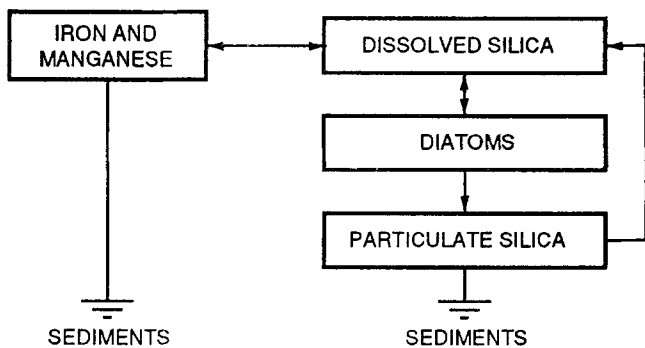 IRON AND
MANGANESE
DISSOLVED SILICA
DIATOMS
PARTICULATE SILICA
SEDIMENTS
SEDIMENTS